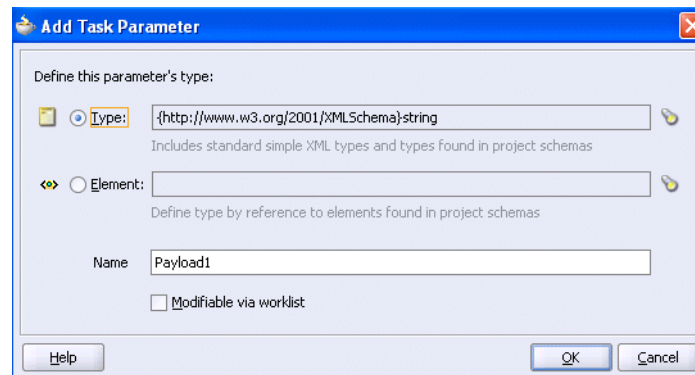 Add Task Parameter
Define this parameter's type:
Type: {http://www.w3.org/2001/XMLSchema}string
Includes standard simple XML types and types found in project schemas
Element:
Define type by reference to elements found in project schemas
Name Payload1
Modifiable via worklist
Help OK Cancel